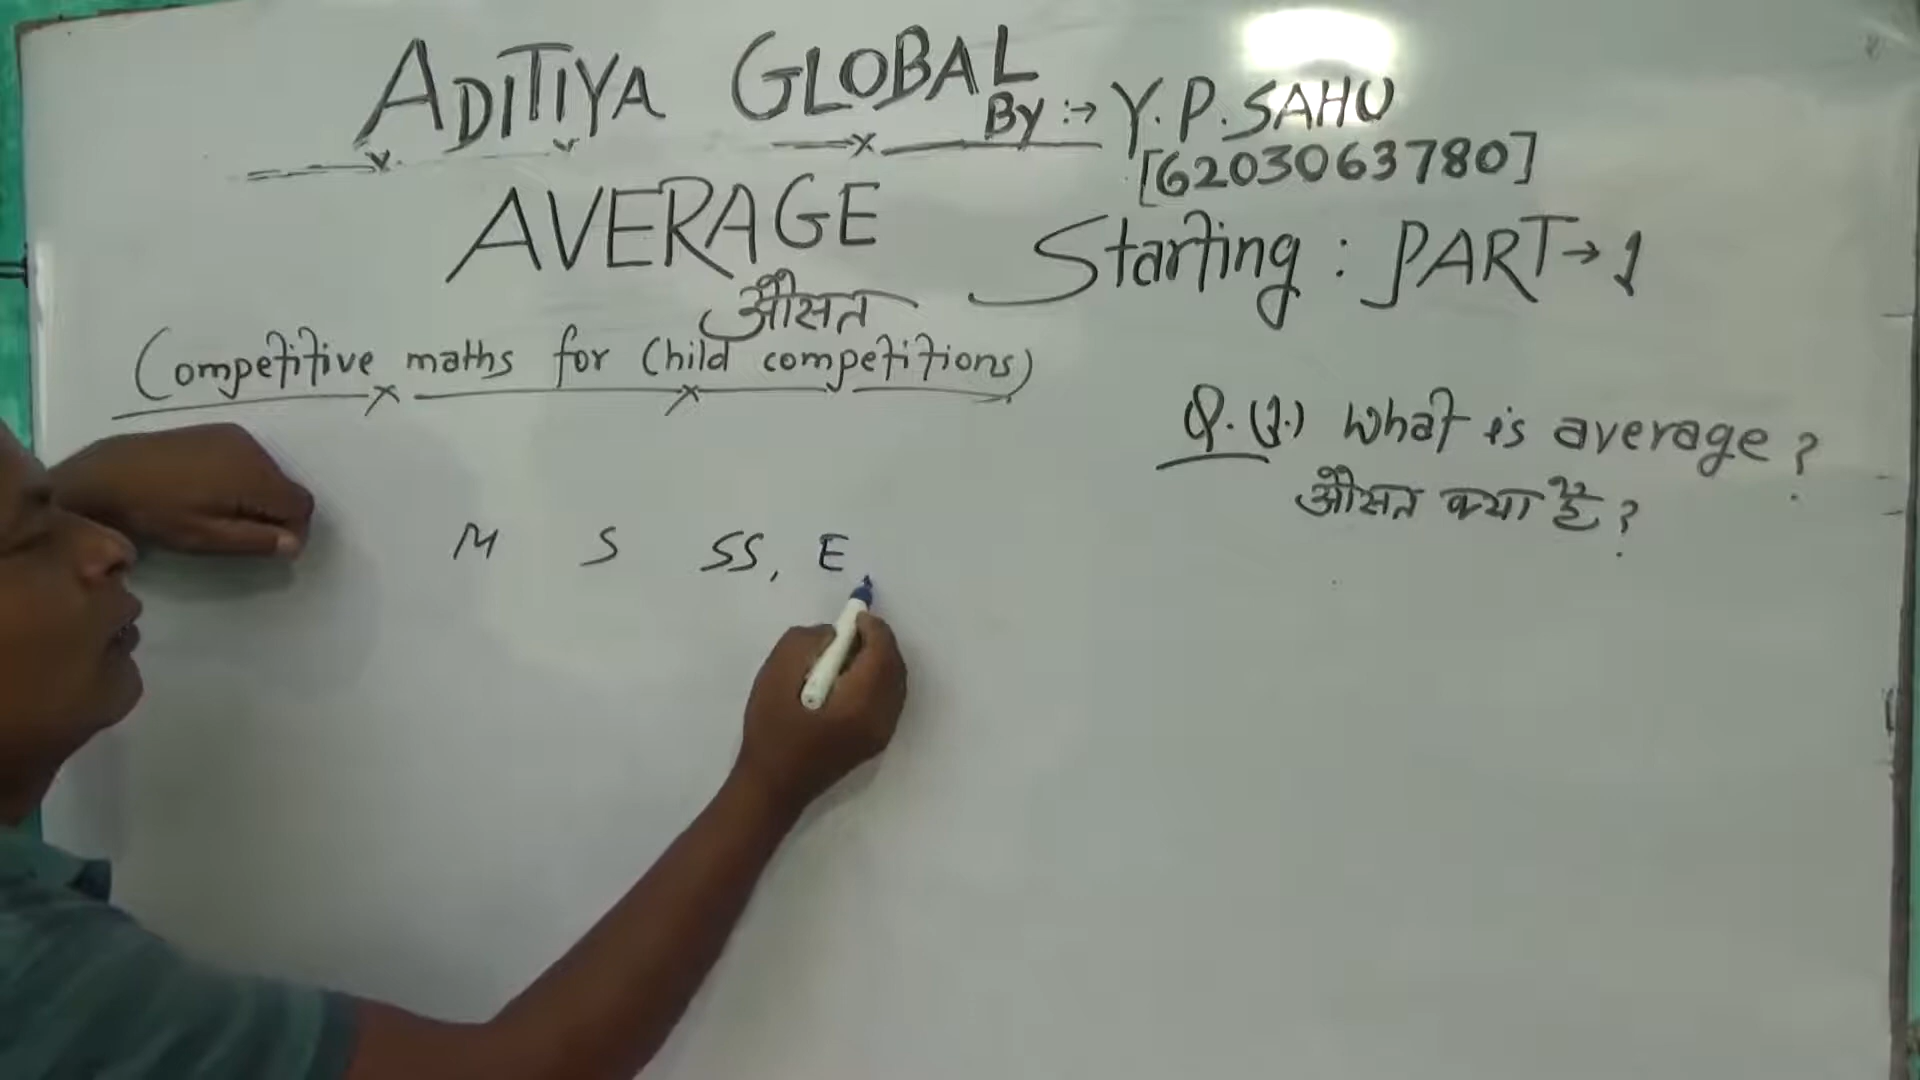 ADITIYA GLOBAL
By :→ Y.P.SAHU
[6203063780]
AVERAGE
औसत
Starting : PART→1
(Competitive maths for Child competitions)
Q.(1.) What is average?
औसत क्या है?
M S SS, E